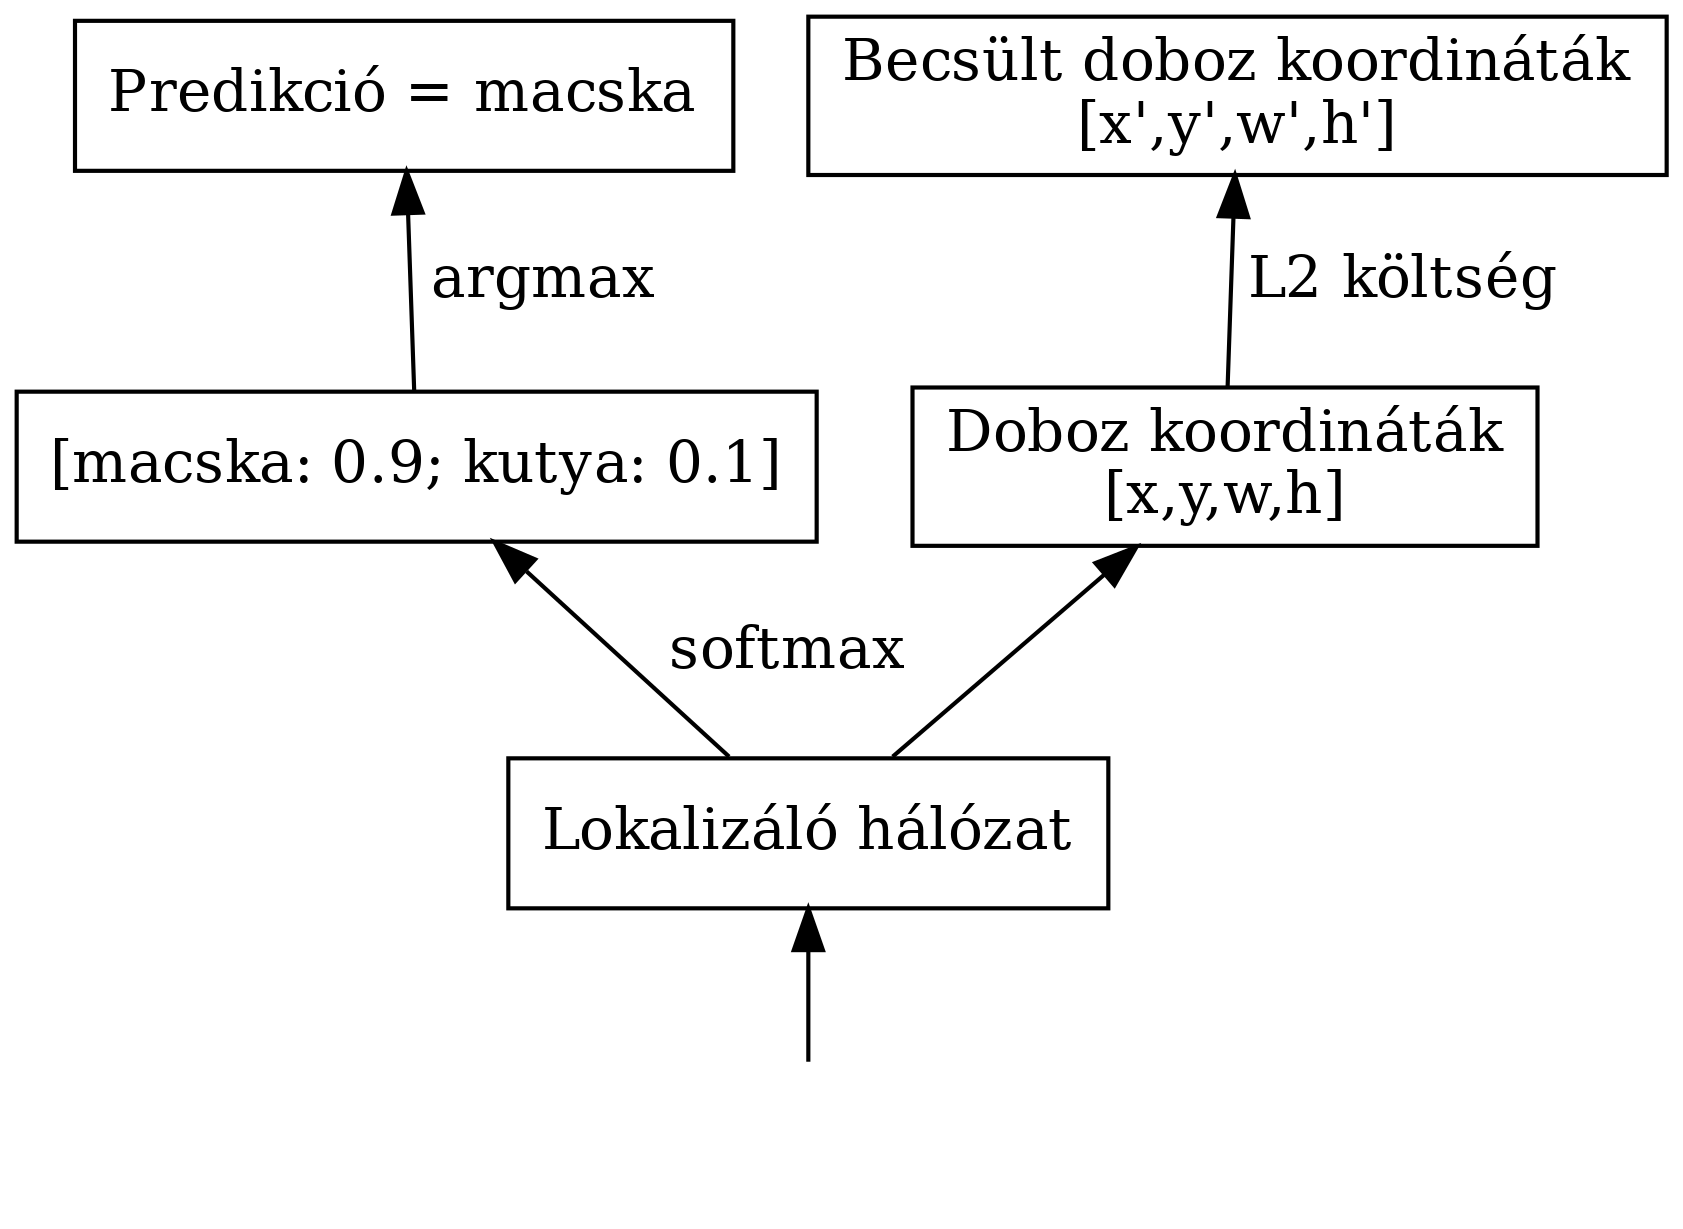 Predikció = macska
Becsült doboz koordináták
[x',y',w',h']
argmax
L2 költség
[macska: 0.9; kutya: 0.1]
Doboz koordináták
[x,y,w,h]
softmax
Lokalizáló hálózat